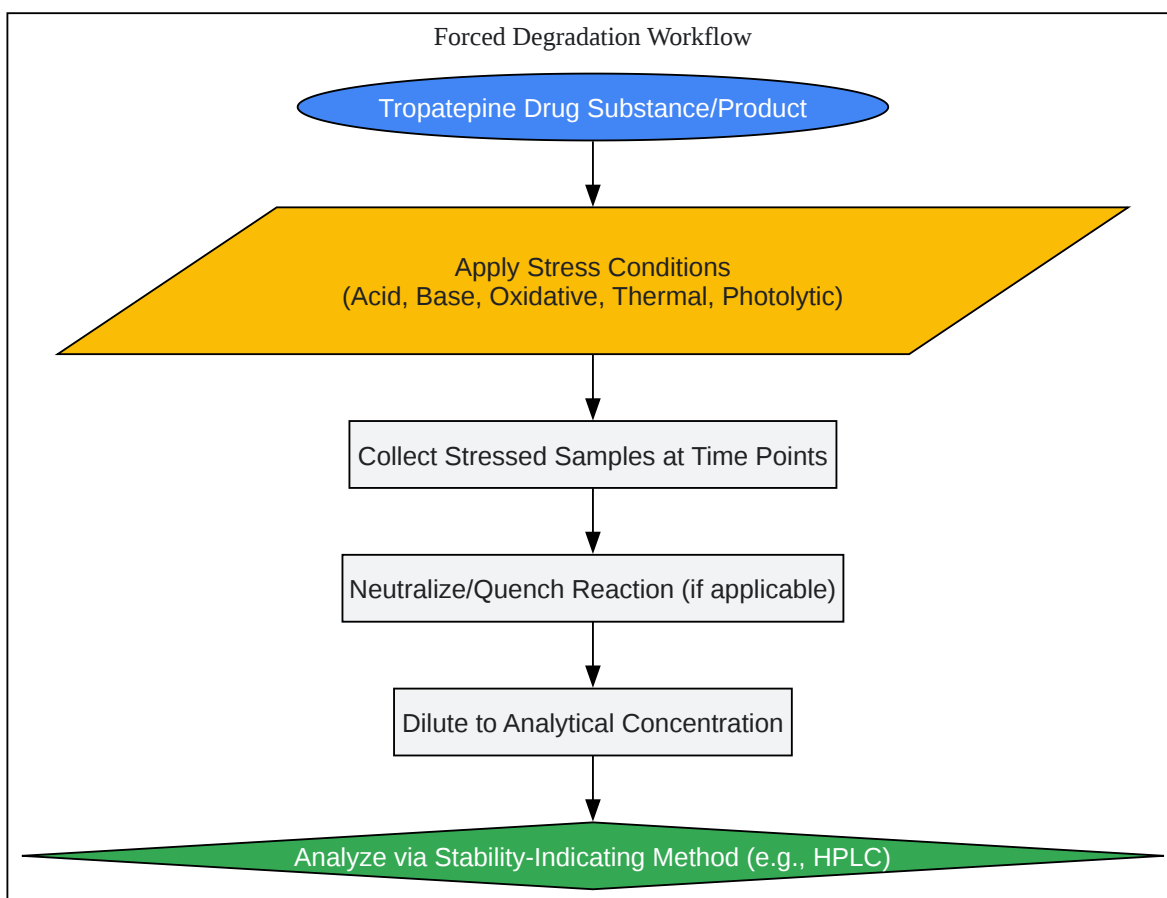 Forced Degradation Workflow
Tropatepine Drug Substance/Product
Apply Stress Conditions
(Acid, Base, Oxidative, Thermal, Photolytic)
Collect Stressed Samples at Time Points
Neutralize/Quench Reaction (if applicable)
Dilute to Analytical Concentration
Analyze via Stability-Indicating Method (e.g., HPLC)